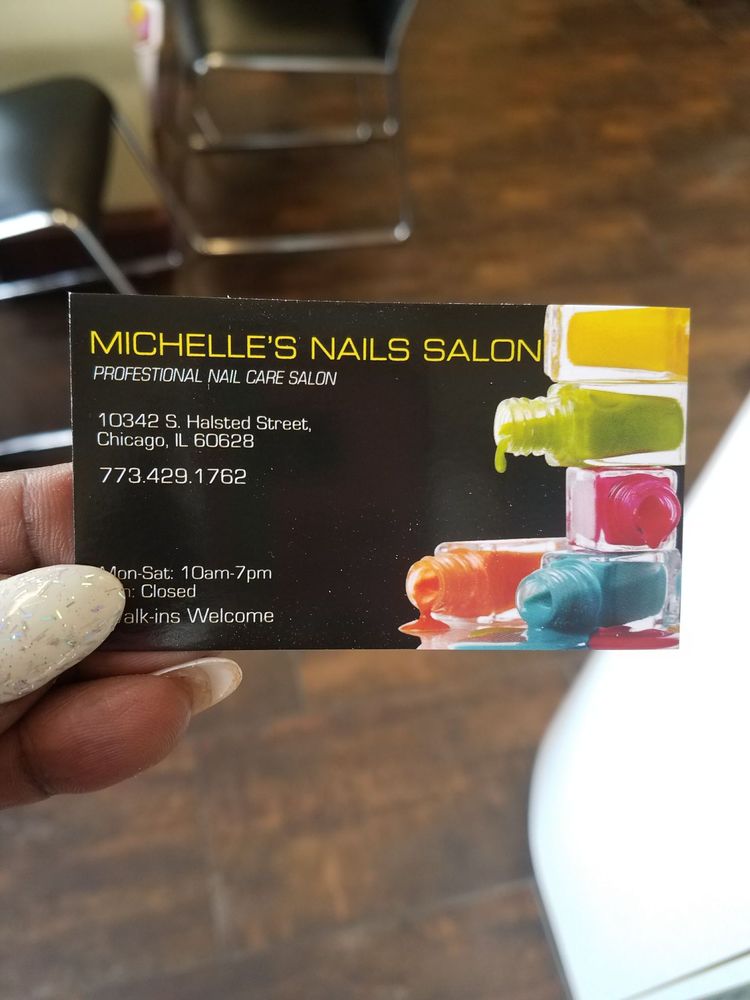 MICHELLE'S NAILS SALON
PROFESTIONAL NAIL CARE SALON
10342 S. Halsted Street,
Chicago, IL 60628
773.429.1762
Mon-Sat: 10am-7pm
Closed
Welcome